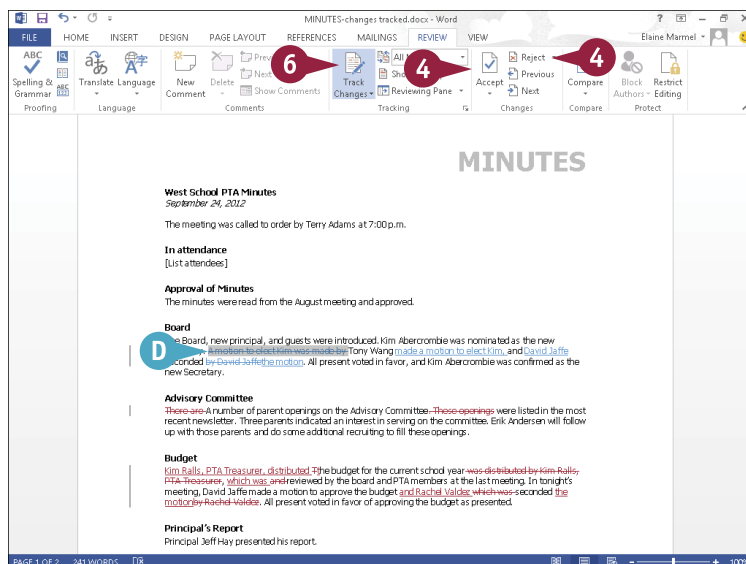 MINUTES-changes tracked.docx - Word
FILE HOME INSERT DESIGN PAGE LAYOUT REFERENCES MAILINGS REVIEW VIEW Elaine Marmel
ABC
Spelling & Grammar
ABC
123
Translate Language
New Comment
Delete
Next
Show Comments
6
Track Changes
All
Sho
Reviewing Pane
4
Accept
Reject
Previous
Next
4
Compare
Block Authors
Restrict Editing
Proofing Language Comments Tracking Changes Compare Protect
MINUTES
West School PTA Minutes
September 24, 2012
The meeting was called to order by Terry Adams at 7:00 p.m.
In attendance
[List attendees]
Approval of Minutes
The minutes were read from the August meeting and approved.
Board
Board, new principal, and guests were introduced. Kim Abercrombie was nominated as the new
D
A motion to elect Kim was made by Tony Wang made a motion to elect Kim, and David Jaffe
conded by David Jaffethe motion. All present voted in favor, and Kim Abercrombie was confirmed as the
new Secretary.
Advisory Committee
There are A number of parent openings on the Advisory Committee. These openings were listed in the most
recent newsletter. Three parents indicated an interest in serving on the committee. Erik Andersen will follow
up with those parents and do some additional recruiting to fill these openings.
Budget
Kim Ralls, PTA Treasurer, distributed Tthe budget for the current school year was distributed by Kim Ralls,
PTA Treasurer, which was and reviewed by the board and PTA members at the last meeting. In tonight's
meeting, David Jaffe made a motion to approve the budget and Rachel Valdez which was seconded the
motionby Rachel Valdez. All present voted in favor of approving the budget as presented.
Principal's Report
Principal Jeff Hay presented his report.
PAGE 1 OF 2 241 WORDS 100%